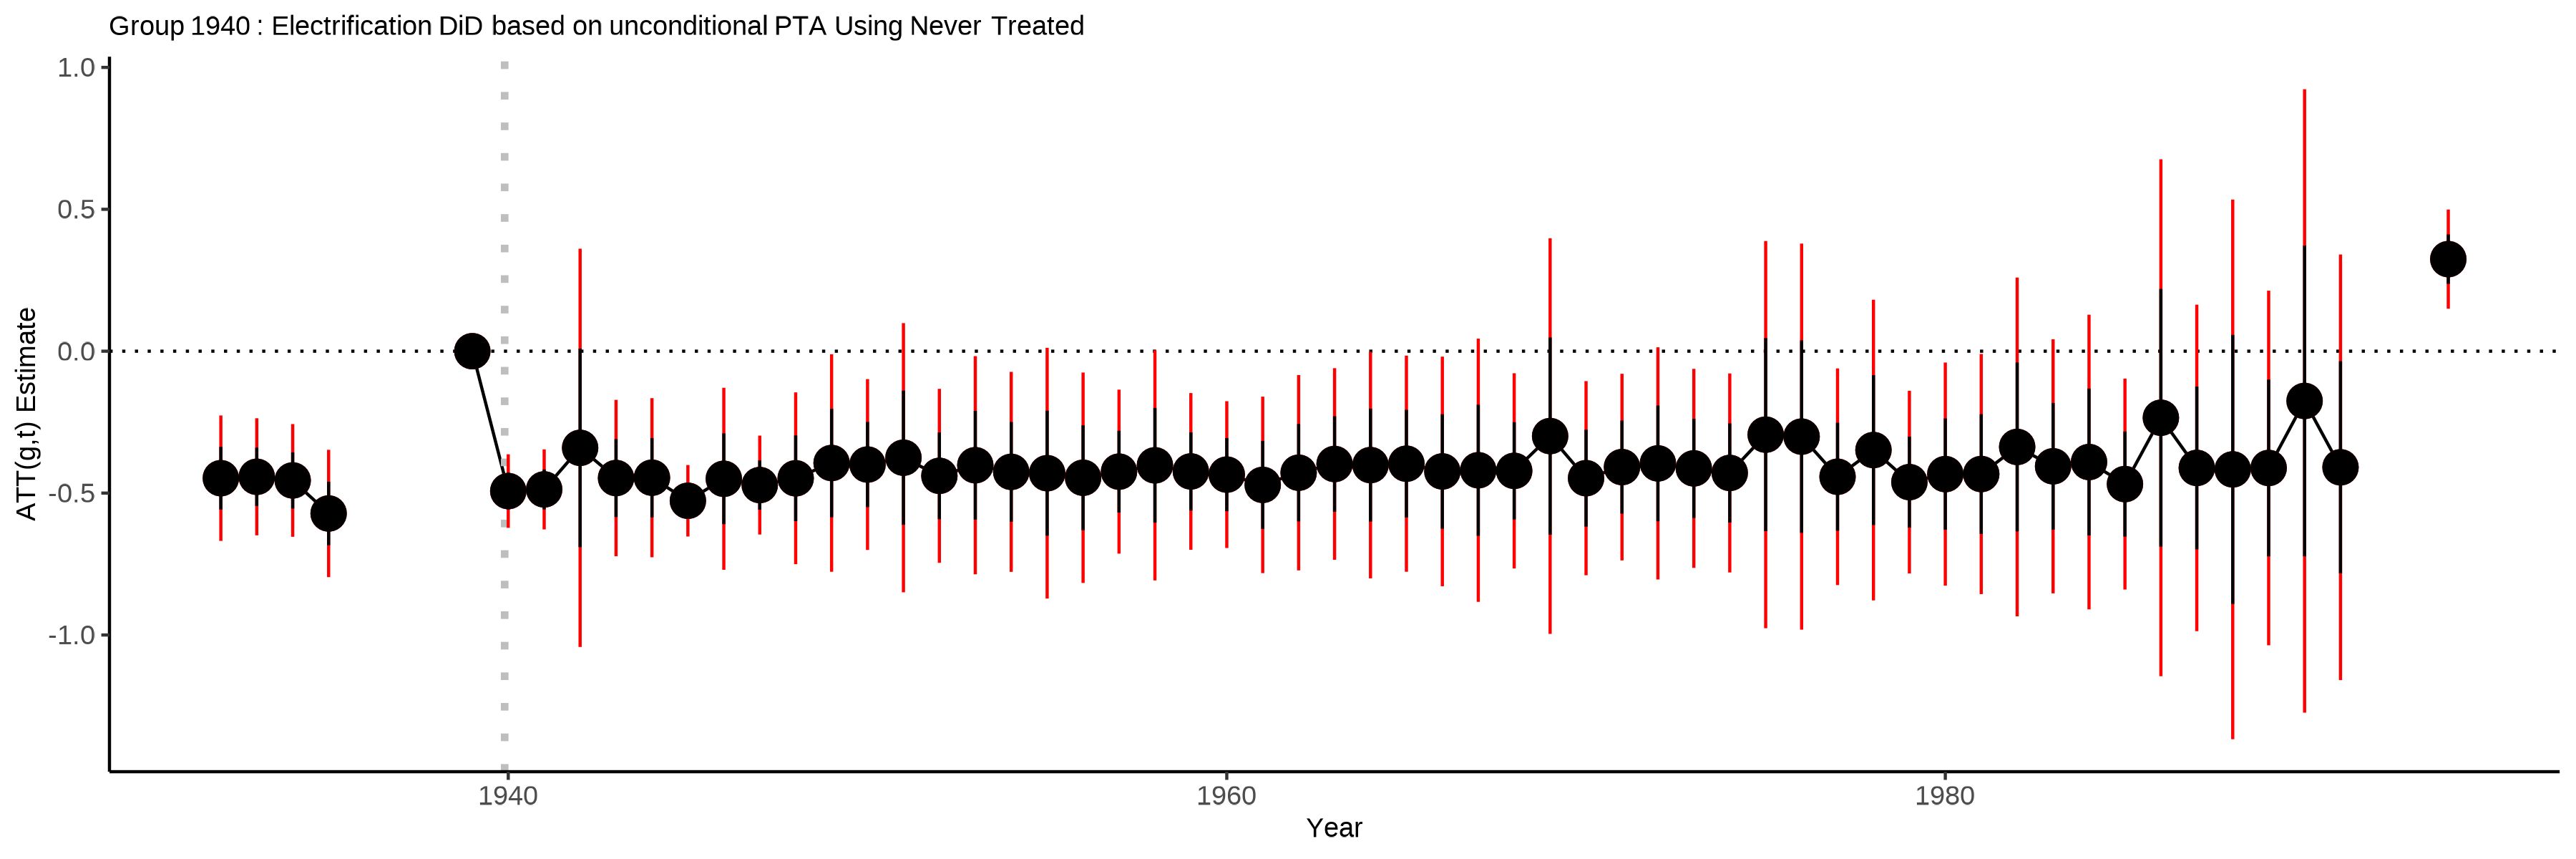 Group 1940 : Electrification DiD based on unconditional PTA Using Never Treated
1.0
0.5
0.0
-0.5
-1.0
ATT(g,t) Estimate
1940
1960
1980
Year